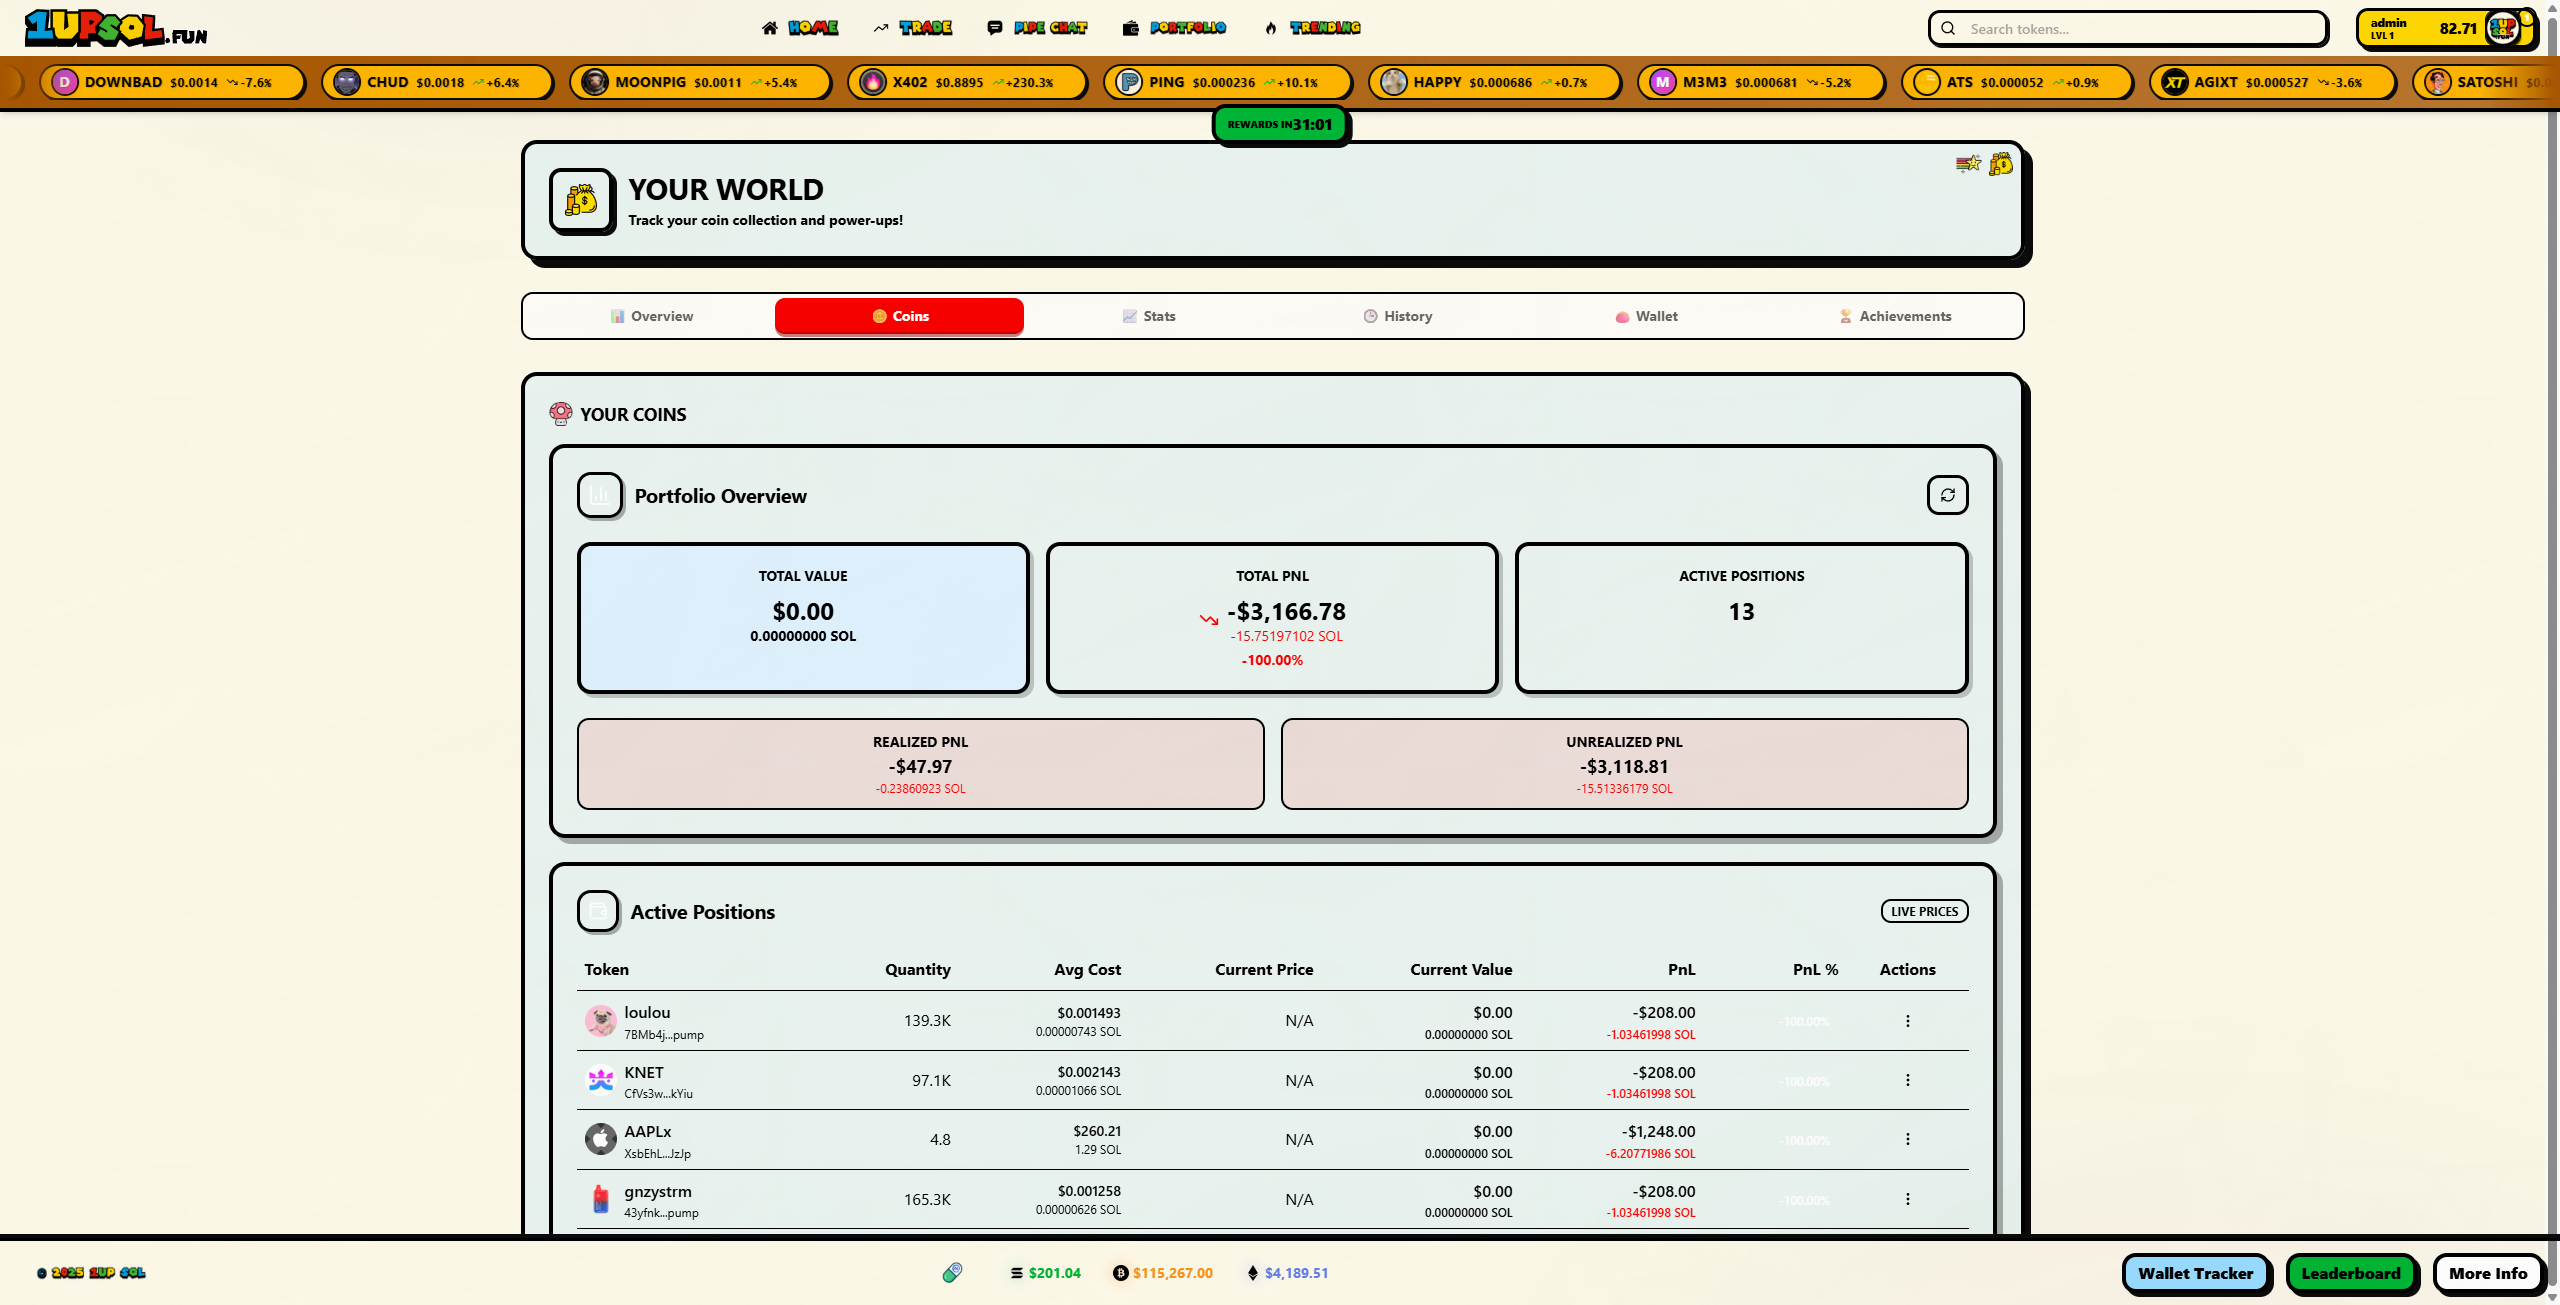 1UPSOL.FUN
HOME
TRADE
PIPE CHAT
PORTFOLIO
TRENDING
Search tokens...
admin
LVL 1
82.71
D DOWNBAD $0.0014 -7.6%
CHUD $0.0018 +6.4%
MOONPIG $0.0011 +5.4%
X402 $0.8895 +230.3%
PING $0.000236 +10.1%
HAPPY $0.000686 +0.7%
M M3M3 $0.000681 -5.2%
ATS $0.000052 +0.9%
XT AGIXT $0.000527 -3.6%
SATOSHI
REWARDS IN 31:01
YOUR WORLD
Track your coin collection and power-ups!
Overview
Coins
Stats
History
Wallet
Achievements
YOUR COINS
Portfolio Overview
TOTAL VALUE
$0.00
0.00000000 SOL
TOTAL PNL
-$3,166.78
-15.75197102 SOL
-100.00%
ACTIVE POSITIONS
13
REALIZED PNL
-$47.97
-0.23860923 SOL
UNREALIZED PNL
-$3,118.81
-15.51336179 SOL
Active Positions
LIVE PRICES
Token Quantity Avg Cost Current Price Current Value PnL PnL % Actions
loulou 139.3K $0.001493 N/A $0.00 -$208.00 -100.00%
7BMb4j...pump 0.00000743 SOL 0.00000000 SOL -1.03461998 SOL
KNET 97.1K $0.002143 N/A $0.00 -$208.00 -100.00%
CfVs3w...kYiu 0.00001066 SOL 0.00000000 SOL -1.03461998 SOL
AAPLx 4.8 $260.21 N/A $0.00 -$1,248.00 -100.00%
XsbEhL...JzJp 1.29 SOL 0.00000000 SOL -6.20771986 SOL
gnzystrm 165.3K $0.001258 N/A $0.00 -$208.00 -100.00%
43yfnk...pump 0.00000626 SOL 0.00000000 SOL -1.03461998 SOL
© 2025 1UP SOL
$201.04
$115,267.00
$4,189.51
Wallet Tracker
Leaderboard
More Info